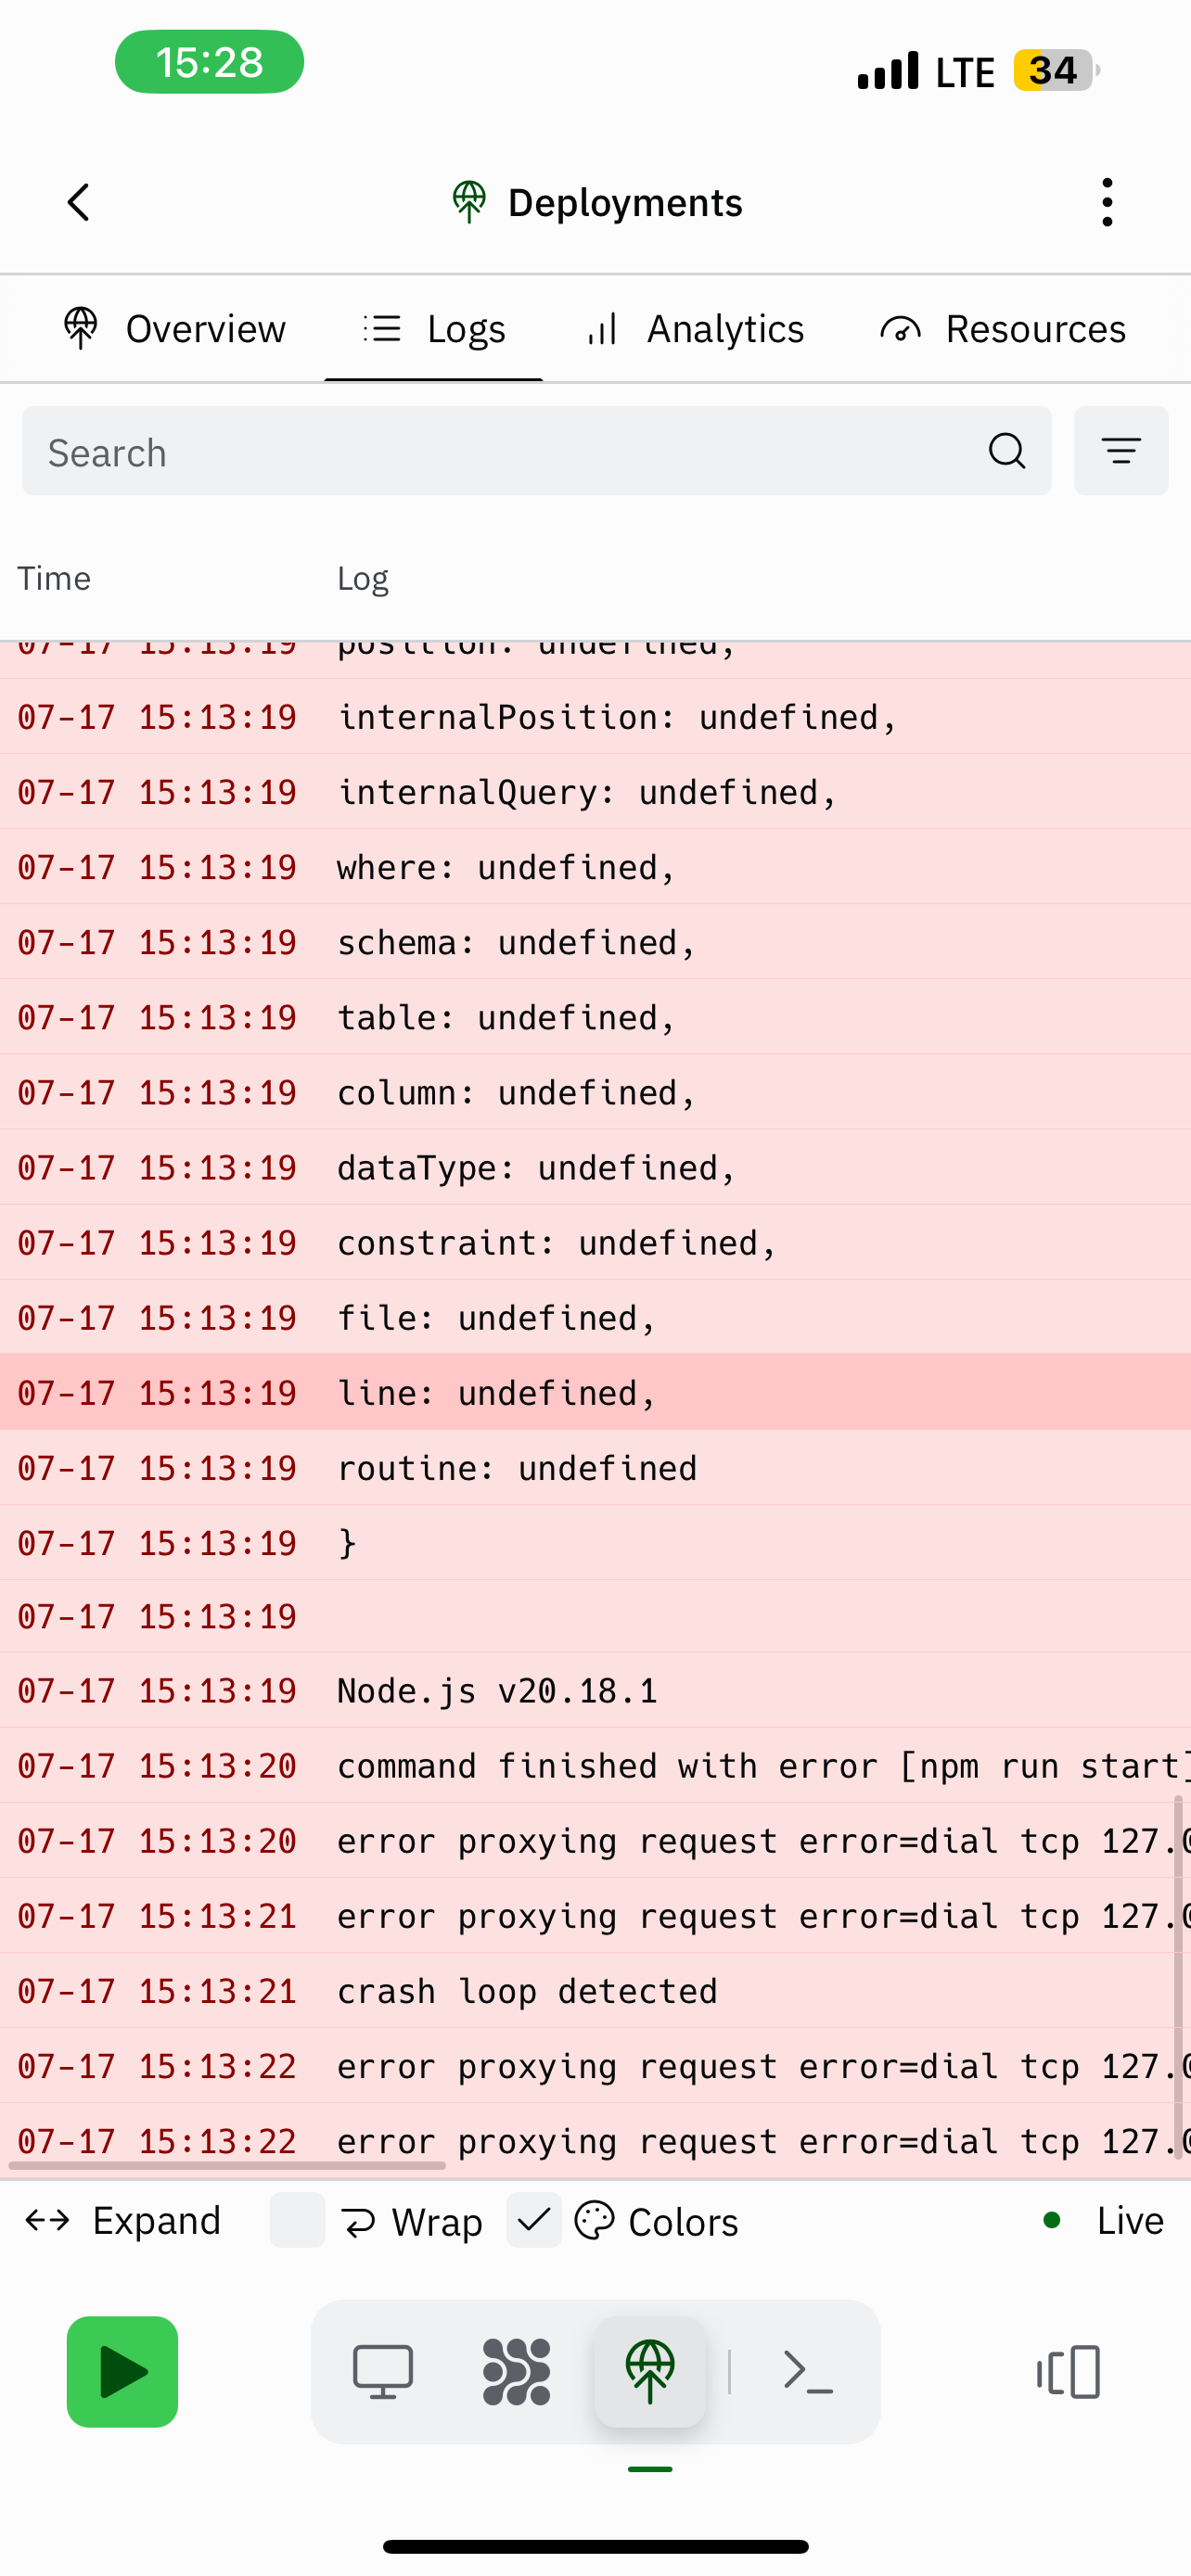 15:28
LTE 34
Deployments
Overview Logs Analytics Resources
Search
Time Log
07-17 15:13:19 position: undefined,
07-17 15:13:19 internalPosition: undefined,
07-17 15:13:19 internalQuery: undefined,
07-17 15:13:19 where: undefined,
07-17 15:13:19 schema: undefined,
07-17 15:13:19 table: undefined,
07-17 15:13:19 column: undefined,
07-17 15:13:19 dataType: undefined,
07-17 15:13:19 constraint: undefined,
07-17 15:13:19 file: undefined,
07-17 15:13:19 line: undefined,
07-17 15:13:19 routine: undefined
07-17 15:13:19 }
07-17 15:13:19
07-17 15:13:19 Node.js v20.18.1
07-17 15:13:20 command finished with error [npm run start]
07-17 15:13:20 error proxying request error=dial tcp 127.0
07-17 15:13:21 error proxying request error=dial tcp 127.0
07-17 15:13:21 crash loop detected
07-17 15:13:22 error proxying request error=dial tcp 127.0
07-17 15:13:22 error proxying request error=dial tcp 127.0
Expand Wrap Colors Live